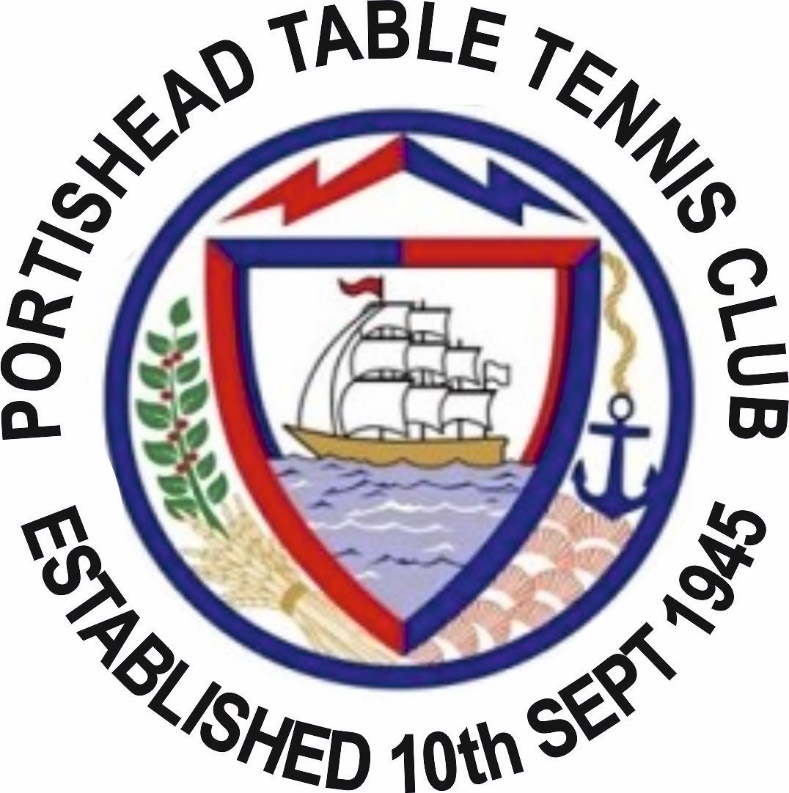 PORTISHEAD TABLE TENNIS CLUB
ESTABLISHED 10th SEPT 1945